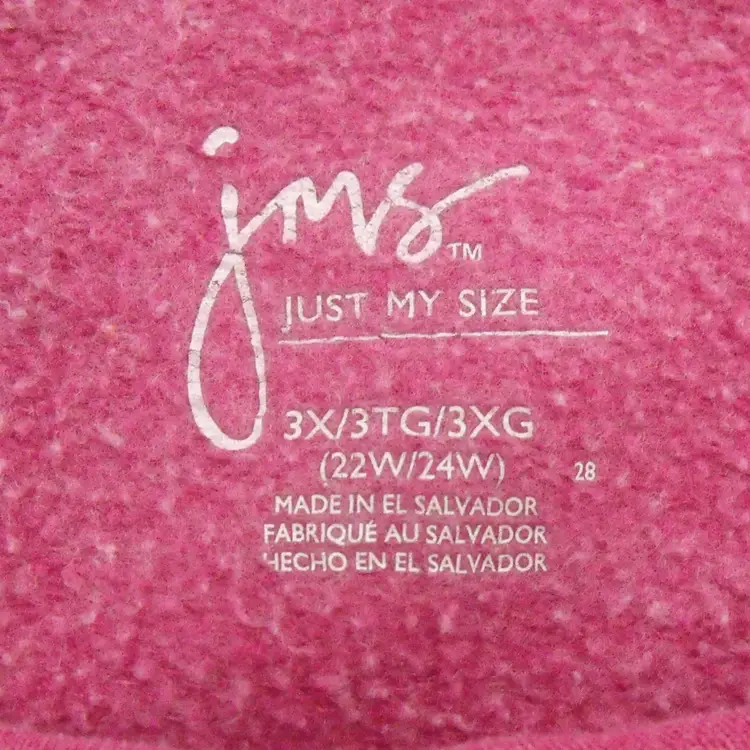 jms™
JUST MY SIZE
3X/3TG/3XG
(22W/24W) 28
MADE IN EL SALVADOR
FABRIQUÉ AU SALVADOR
HECHO EN EL SALVADOR